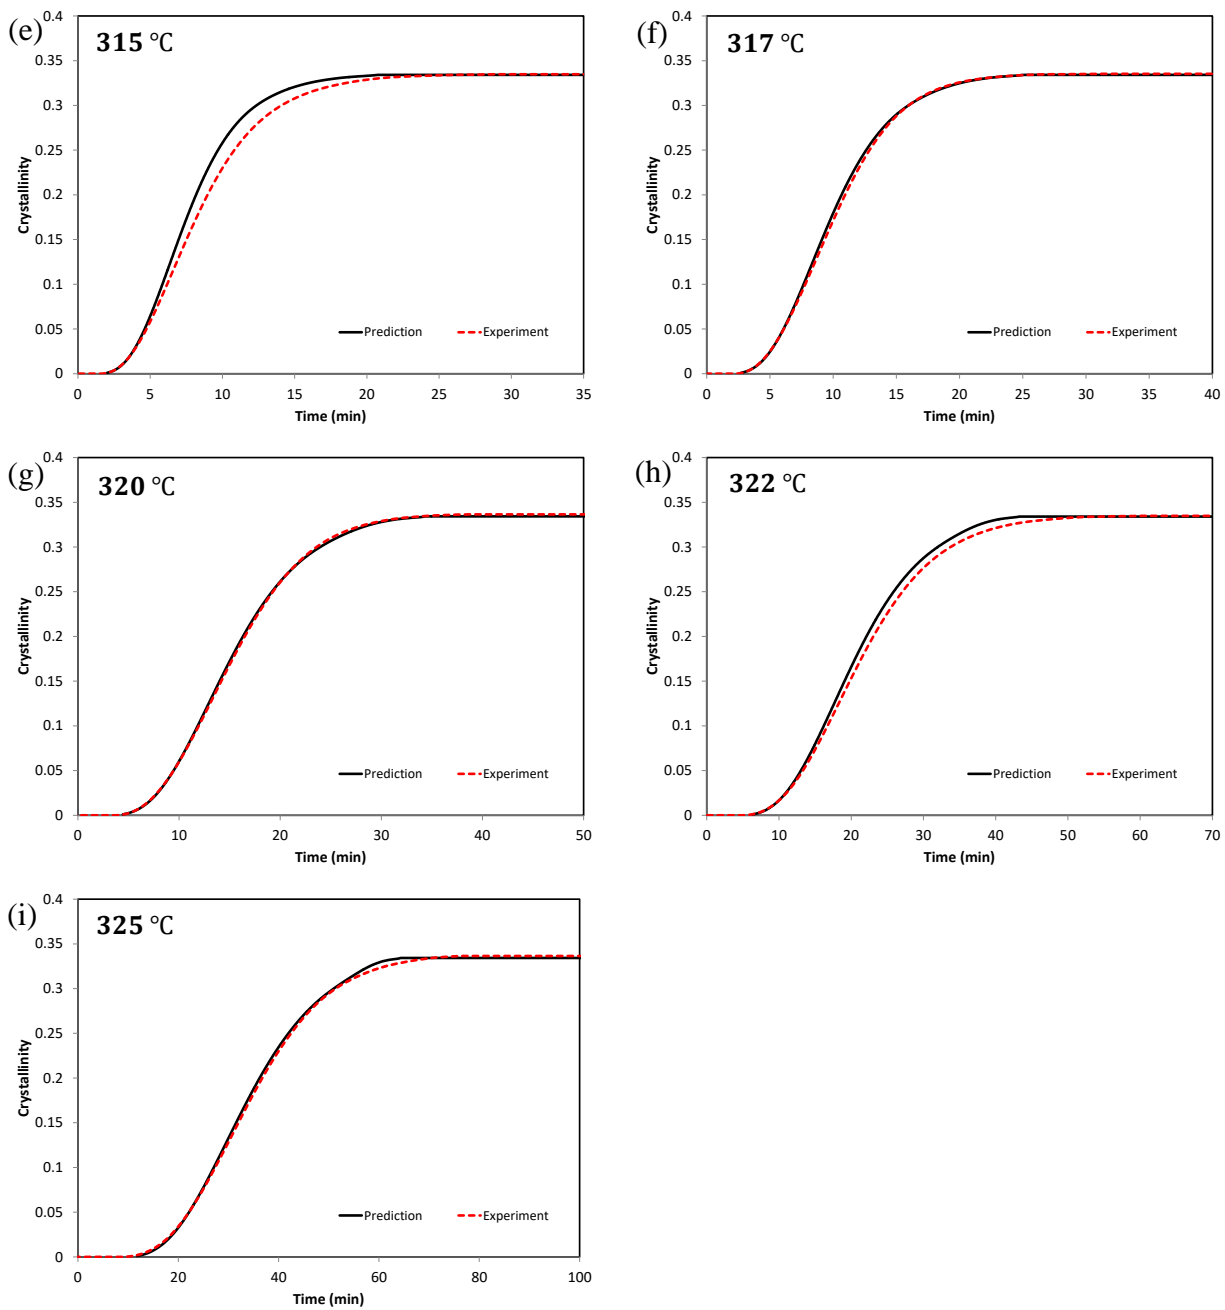 (e)
315 °C
0.4
0.35
0.3
0.25
0.2
0.15
0.1
0.05
0
Crystallinity
Prediction Experiment
0 5 10 15 20 25 30 35
Time (min)
(f)
317 °C
0.4
0.35
0.3
0.25
0.2
0.15
0.1
0.05
0
Crystallinity
Prediction Experiment
0 5 10 15 20 25 30 35 40
Time (min)
(g)
320 °C
0.4
0.35
0.3
0.25
0.2
0.15
0.1
0.05
0
Crystallinity
Prediction Experiment
0 10 20 30 40 50
Time (min)
(h)
322 °C
0.4
0.35
0.3
0.25
0.2
0.15
0.1
0.05
0
Crystallinity
Prediction Experiment
0 10 20 30 40 50 60 70
Time (min)
(i)
325 °C
0.4
0.35
0.3
0.25
0.2
0.15
0.1
0.05
0
Crystallinity
Prediction Experiment
0 20 40 60 80 100
Time (min)